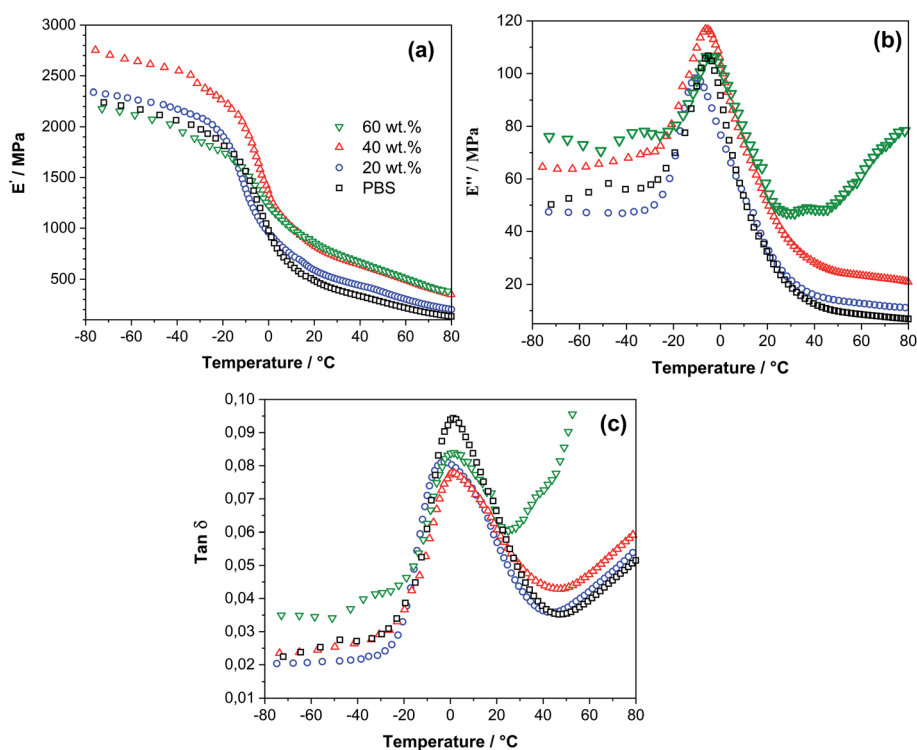 (a)
3000
2500
2000
1500
1000
500
E' / MPa
60 wt.%
40 wt.%
20 wt.%
PBS
-80 -60 -40 -20 0 20 40 60 80
Temperature / °C
(b)
120
100
80
60
40
20
E'' / MPa
-80 -60 -40 -20 0 20 40 60 80
Temperature / °C
(c)
0,10
0,09
0,08
0,07
0,06
0,05
0,04
0,03
0,02
0,01
Tan δ
-80 -60 -40 -20 0 20 40 60 80
Temperature / °C